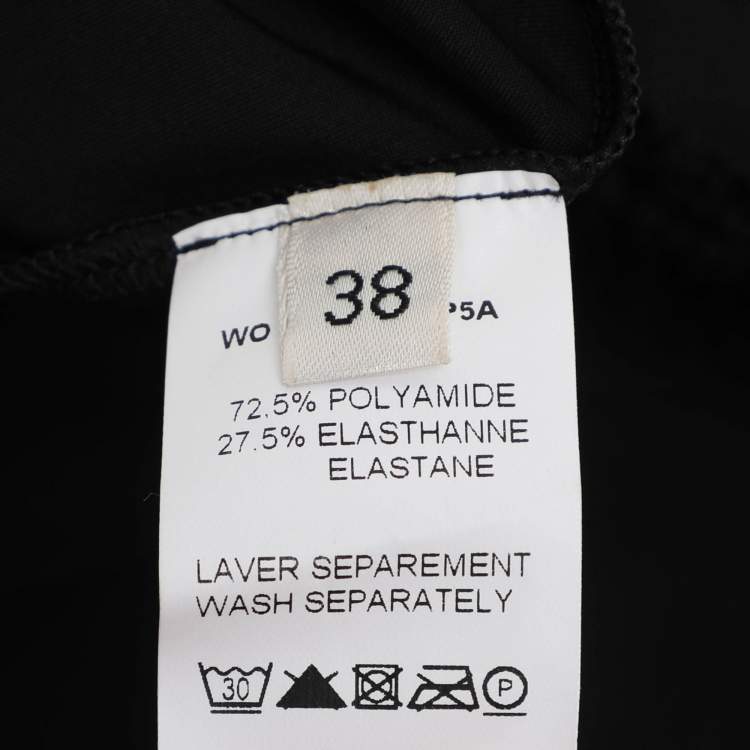 38
WO P5A
72.5% POLYAMIDE
27.5% ELASTHANNE
ELASTANE
LAVER SEPAREMENT
WASH SEPARATELY
30 P